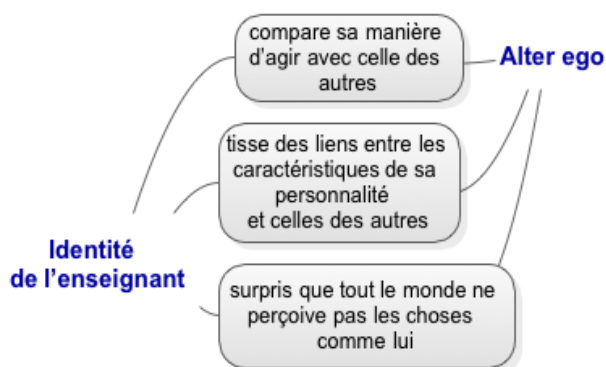 compare sa manière
d'agir avec celle des
autres
Alter ego
tisse des liens entre les
caractéristiques de sa
personnalité
et celles des autres
Identité
de l'enseignant
surpris que tout le monde ne
perçoive pas les choses
comme lui